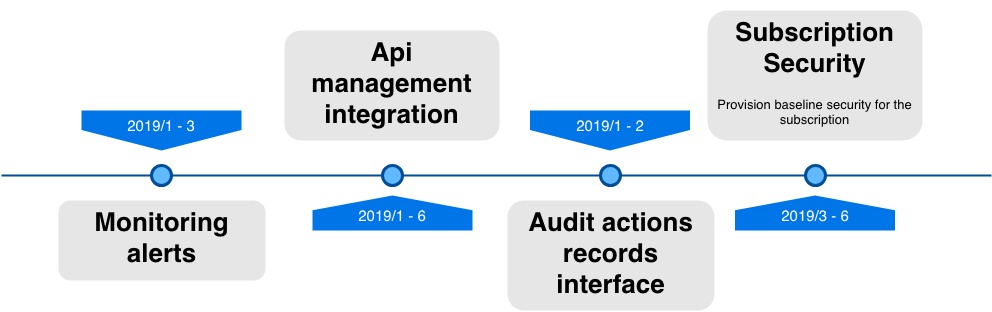 2019/1 - 3
Monitoring
alerts
Api
management
integration
2019/1 - 6
2019/1 - 2
Audit actions
records
interface
Subscription
Security
Provision baseline security for the
subscription
2019/3 - 6